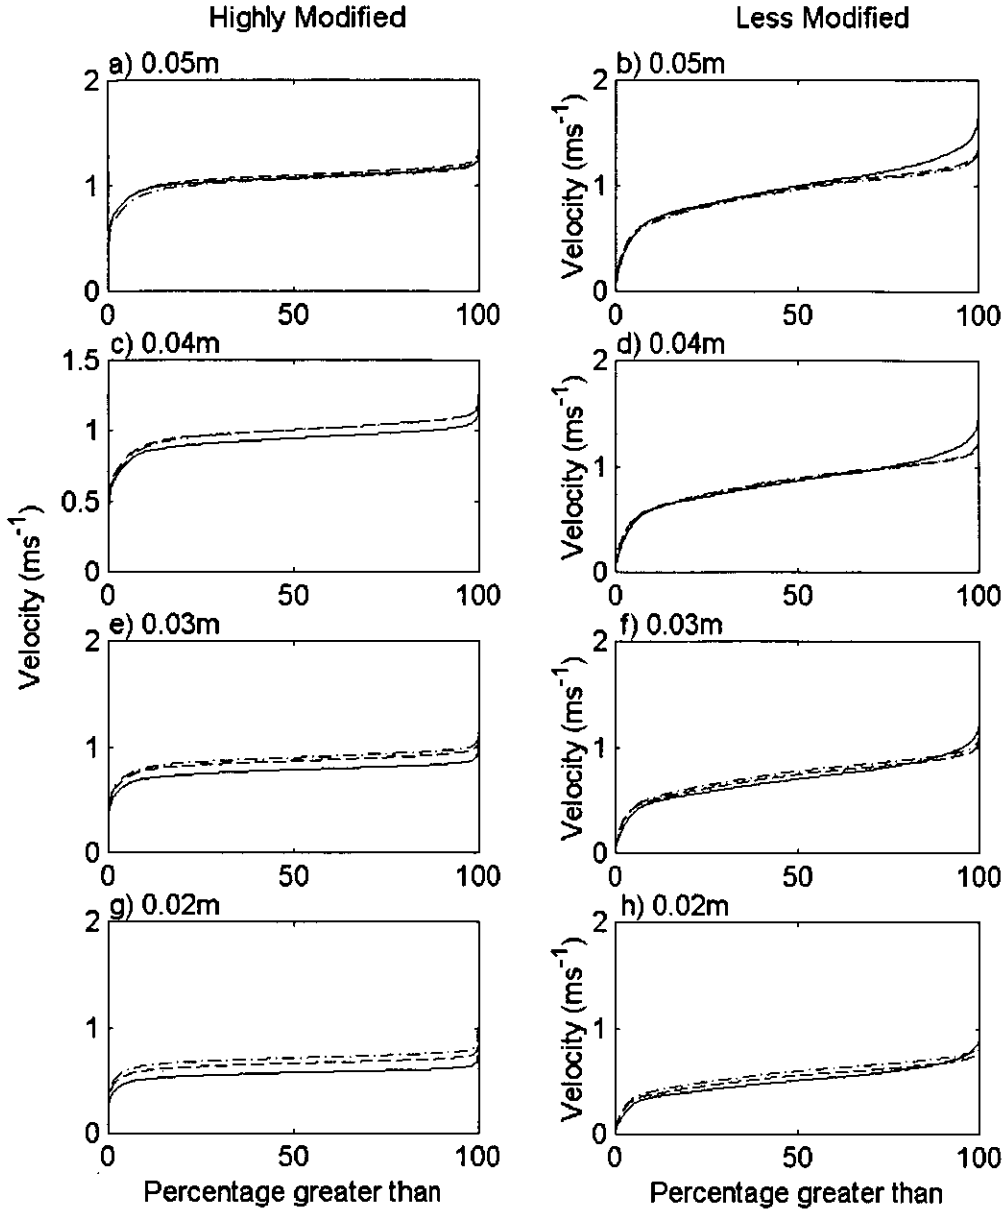 Highly Modified
Less Modified
a) 0.05m
b) 0.05m
2
1
0
0 50 100
Velocity (ms⁻¹)
2
1
0
0 50 100
c) 0.04m
d) 0.04m
1.5
1
0.5
0
0 50 100
Velocity (ms⁻¹)
2
1
0
0 50 100
Velocity (ms⁻¹)
e) 0.03m
f) 0.03m
2
1
0
0 50 100
Velocity (ms⁻¹)
2
1
0
0 50 100
g) 0.02m
h) 0.02m
2
1
0
0 50 100
Velocity (ms⁻¹)
2
1
0
0 50 100
Percentage greater than
Percentage greater than